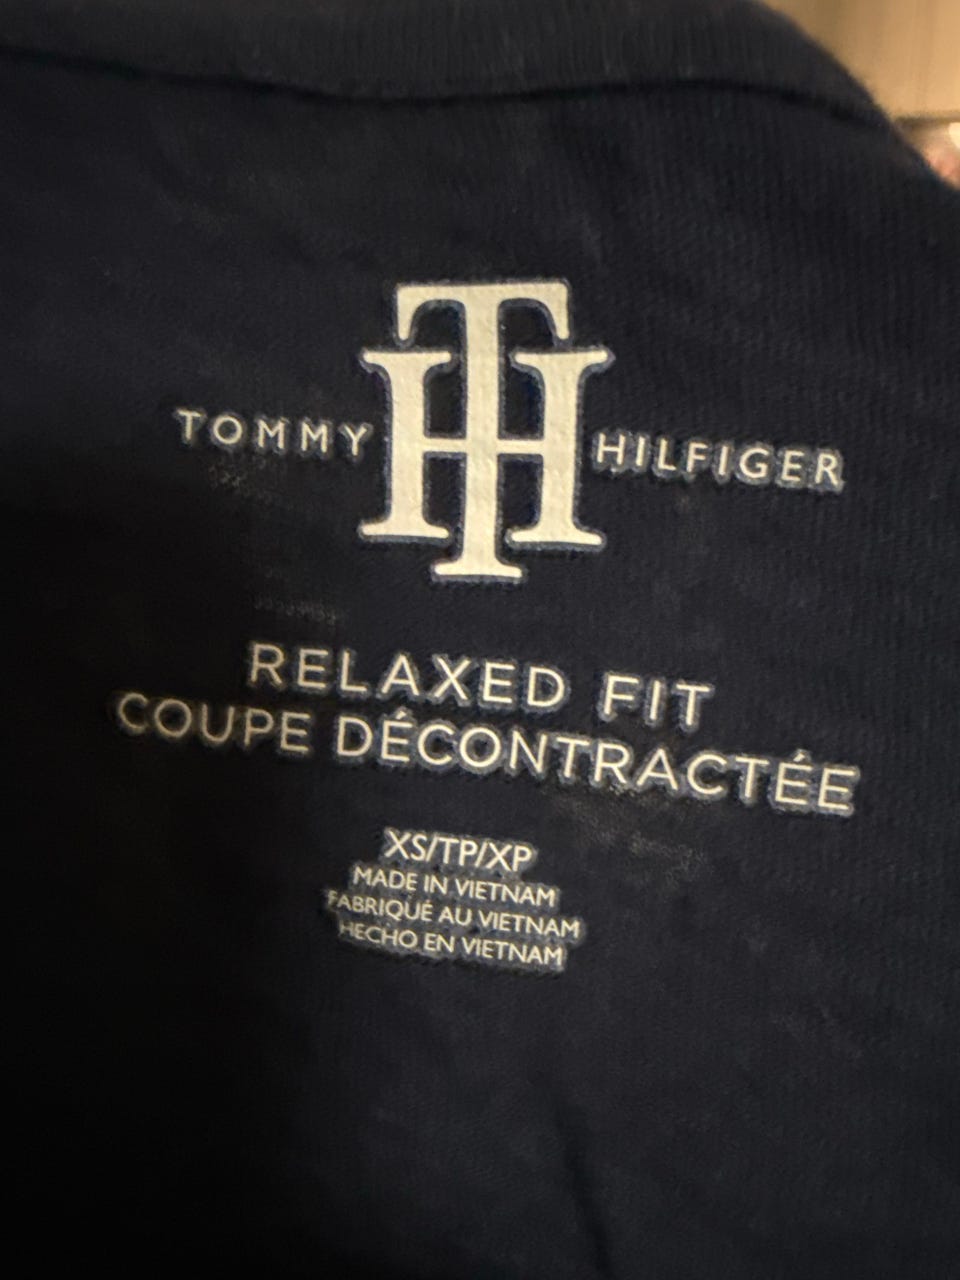 TH
TOMMY HILFIGER
RELAXED FIT
COUPE DÉCONTRACTÉE
XS/TP/XP
MADE IN VIETNAM
FABRIQUÉ AU VIETNAM
HECHO EN VIETNAM